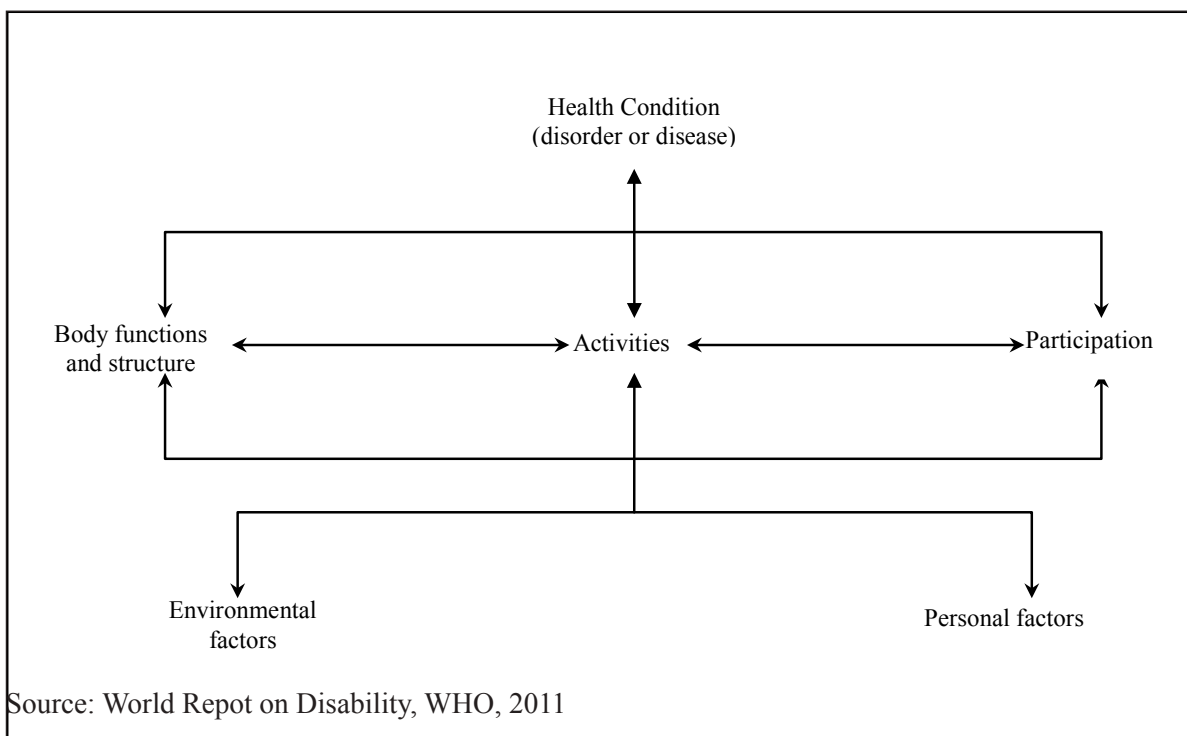 Health Condition
(disorder or disease)
Body functions
and structure
Activities
Participation
Environmental
factors
Personal factors
Source: World Repot on Disability, WHO, 2011